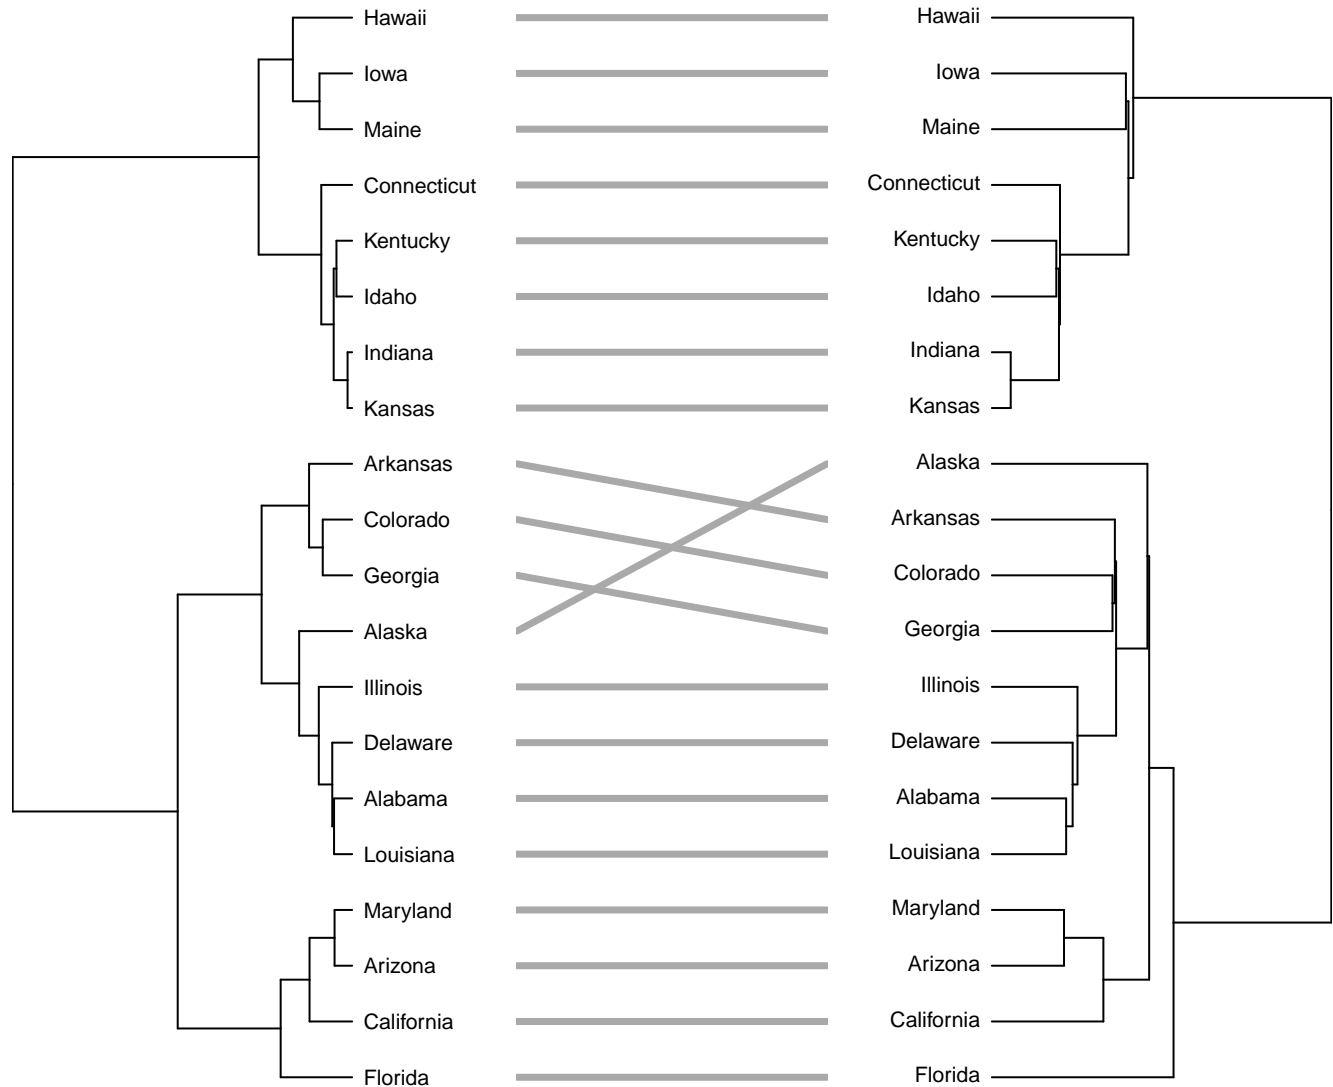 Hawaii Hawaii
Iowa Iowa
Maine Maine
Connecticut Connecticut
Kentucky Kentucky
Idaho Idaho
Indiana Indiana
Kansas Kansas
Arkansas Alaska
Colorado Arkansas
Georgia Colorado
Alaska Georgia
Illinois Illinois
Delaware Delaware
Alabama Alabama
Louisiana Louisiana
Maryland Maryland
Arizona Arizona
California California
Florida Florida